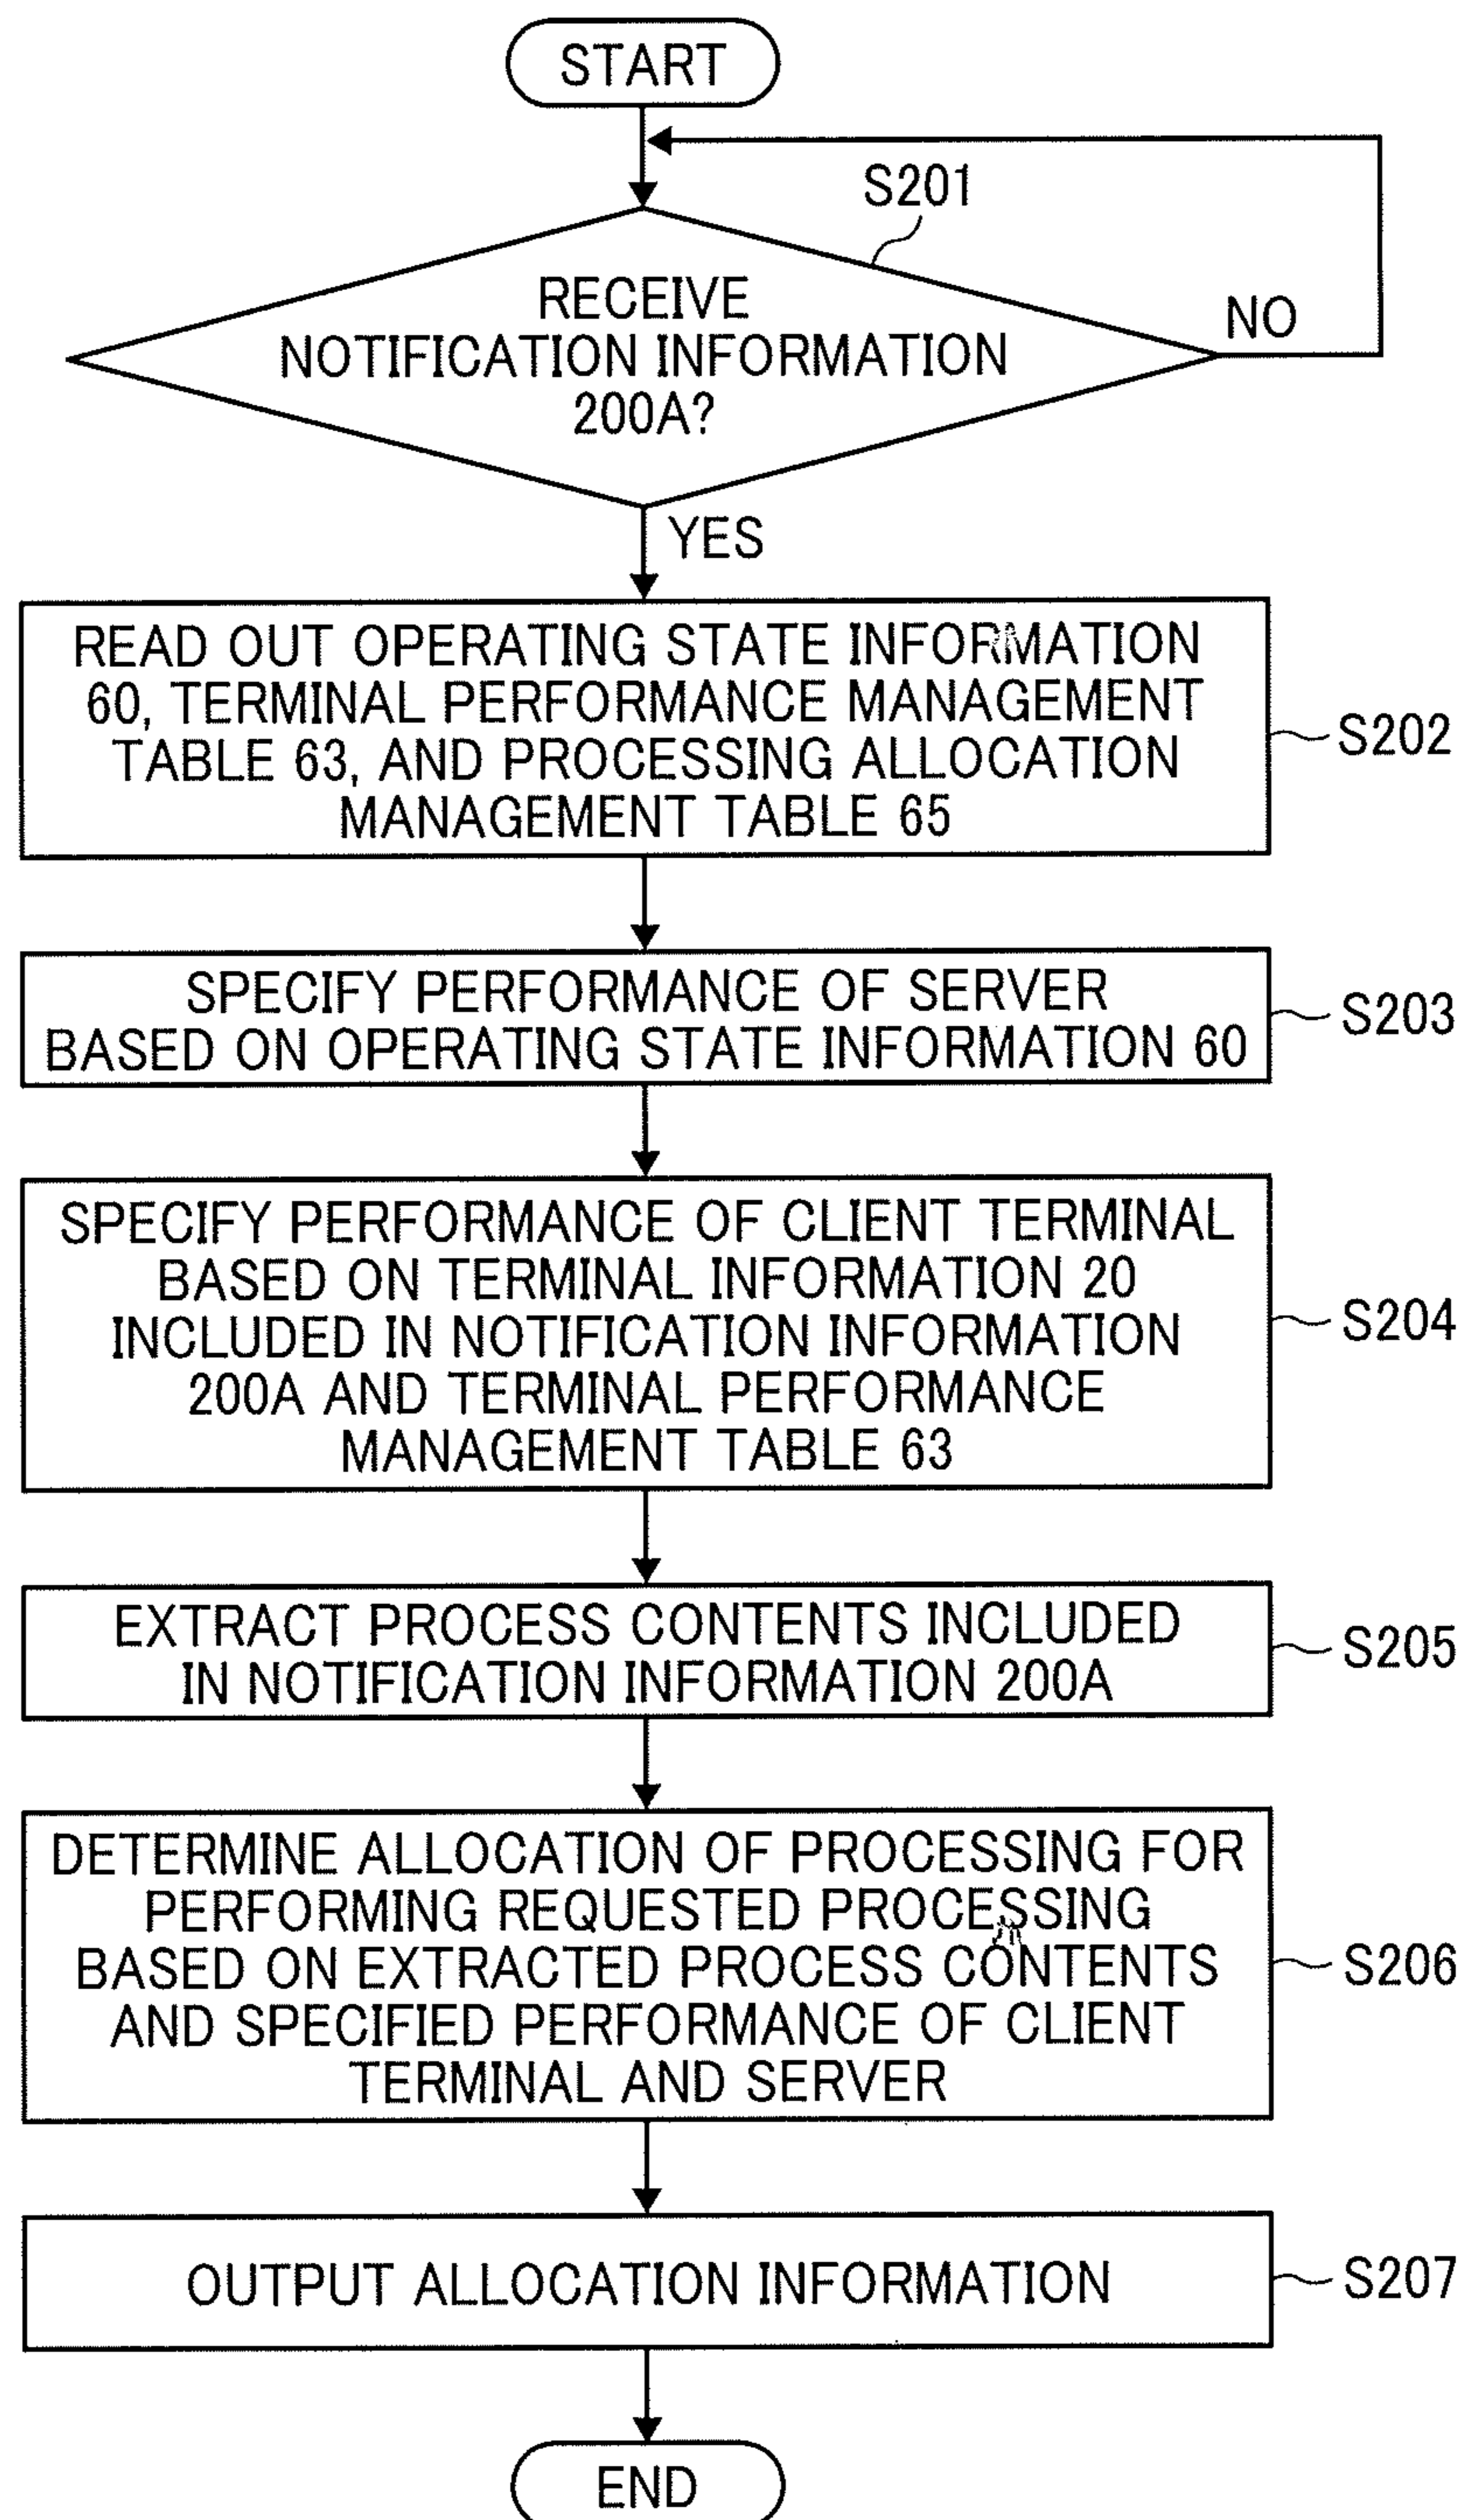 START
S201
RECEIVE
NOTIFICATION INFORMATION
200A?
NO
YES
READ OUT OPERATING STATE INFORMATION
60, TERMINAL PERFORMANCE MANAGEMENT
TABLE 63, AND PROCESSING ALLOCATION
MANAGEMENT TABLE 65
S202
SPECIFY PERFORMANCE OF SERVER
BASED ON OPERATING STATE INFORMATION 60
S203
SPECIFY PERFORMANCE OF CLIENT TERMINAL
BASED ON TERMINAL INFORMATION 20
INCLUDED IN NOTIFICATION INFORMATION
200A AND TERMINAL PERFORMANCE
MANAGEMENT TABLE 63
S204
EXTRACT PROCESS CONTENTS INCLUDED
IN NOTIFICATION INFORMATION 200A
S205
DETERMINE ALLOCATION OF PROCESSING FOR
PERFORMING REQUESTED PROCESSING
BASED ON EXTRACTED PROCESS CONTENTS
AND SPECIFIED PERFORMANCE OF CLIENT
TERMINAL AND SERVER
S206
OUTPUT ALLOCATION INFORMATION
S207
END